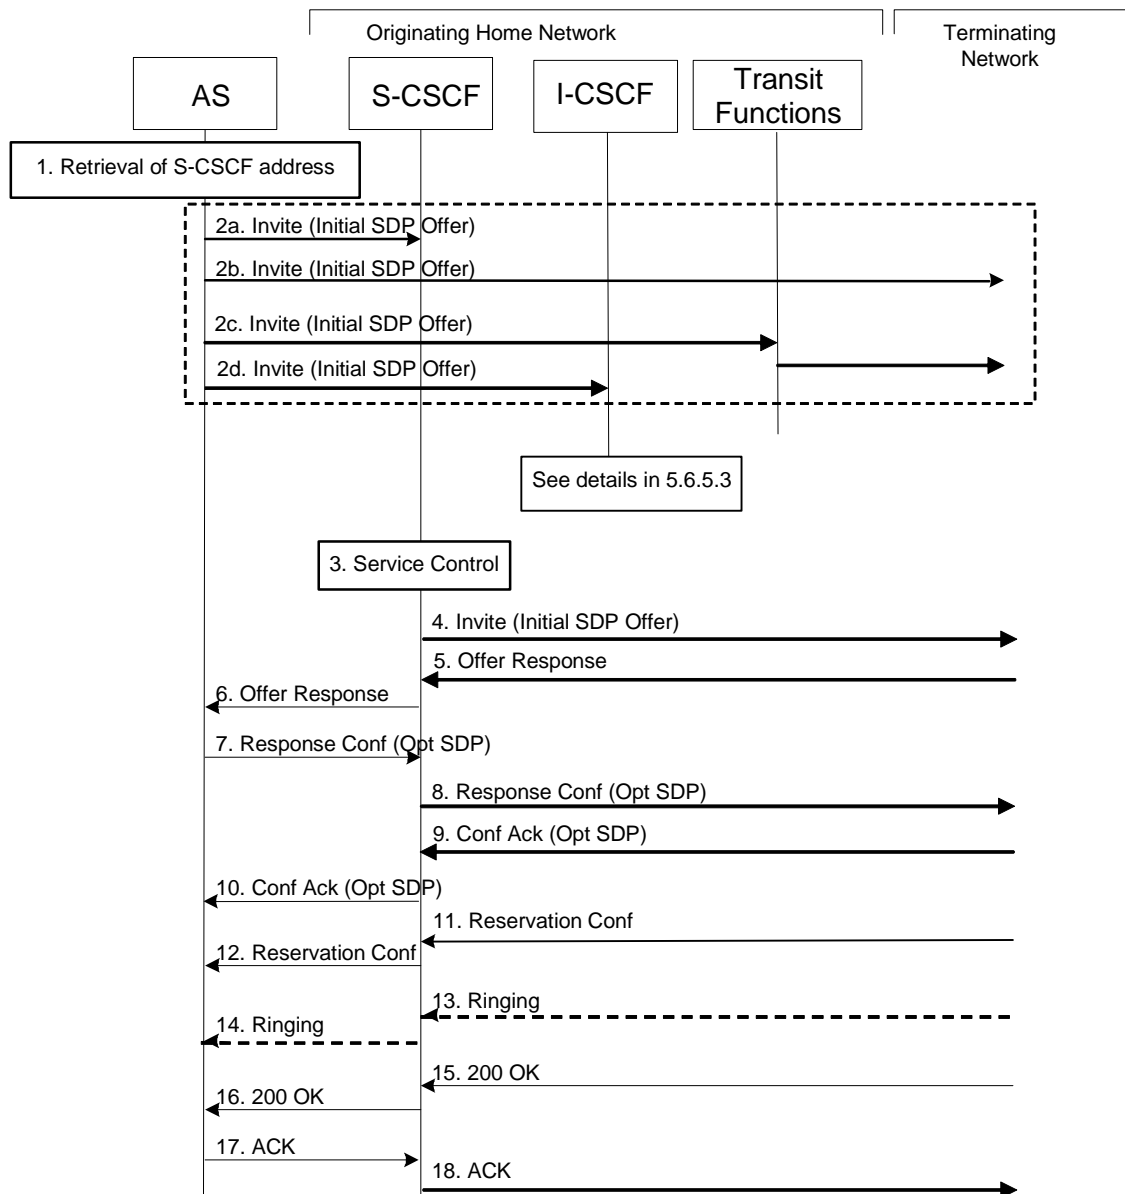 Originating Home Network
Terminating
Network
AS
S-CSCF
I-CSCF
Transit
Functions
1. Retrieval of S-CSCF address
2a. Invite (Initial SDP Offer)
2b. Invite (Initial SDP Offer)
2c. Invite (Initial SDP Offer)
2d. Invite (Initial SDP Offer)
See details in 5.6.5.3
3. Service Control
4. Invite (Initial SDP Offer)
5. Offer Response
6. Offer Response
7. Response Conf (Opt SDP)
8. Response Conf (Opt SDP)
9. Conf Ack (Opt SDP)
10. Conf Ack (Opt SDP)
11. Reservation Conf
12. Reservation Conf
13. Ringing
14. Ringing
15. 200 OK
16. 200 OK
17. ACK
18. ACK